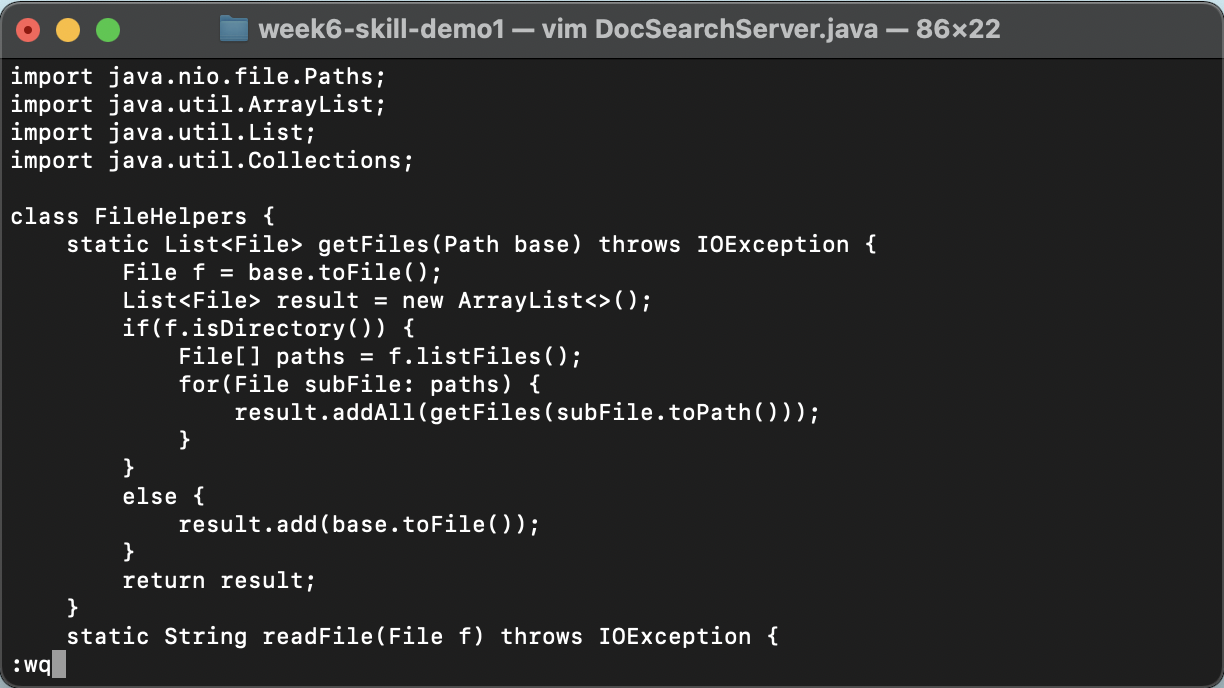 week6-skill-demo1 — vim DocSearchServer.java — 86×22
import java.nio.file.Paths;
import java.util.ArrayList;
import java.util.List;
import java.util.Collections;

class FileHelpers {
    static List<File> getFiles(Path base) throws IOException {
        File f = base.toFile();
        List<File> result = new ArrayList<>();
        if(f.isDirectory()) {
            File[] paths = f.listFiles();
            for(File subFile: paths) {
                result.addAll(getFiles(subFile.toPath()));
            }
        }
        else {
            result.add(base.toFile());
        }
        return result;
    }
    static String readFile(File f) throws IOException {
:wq